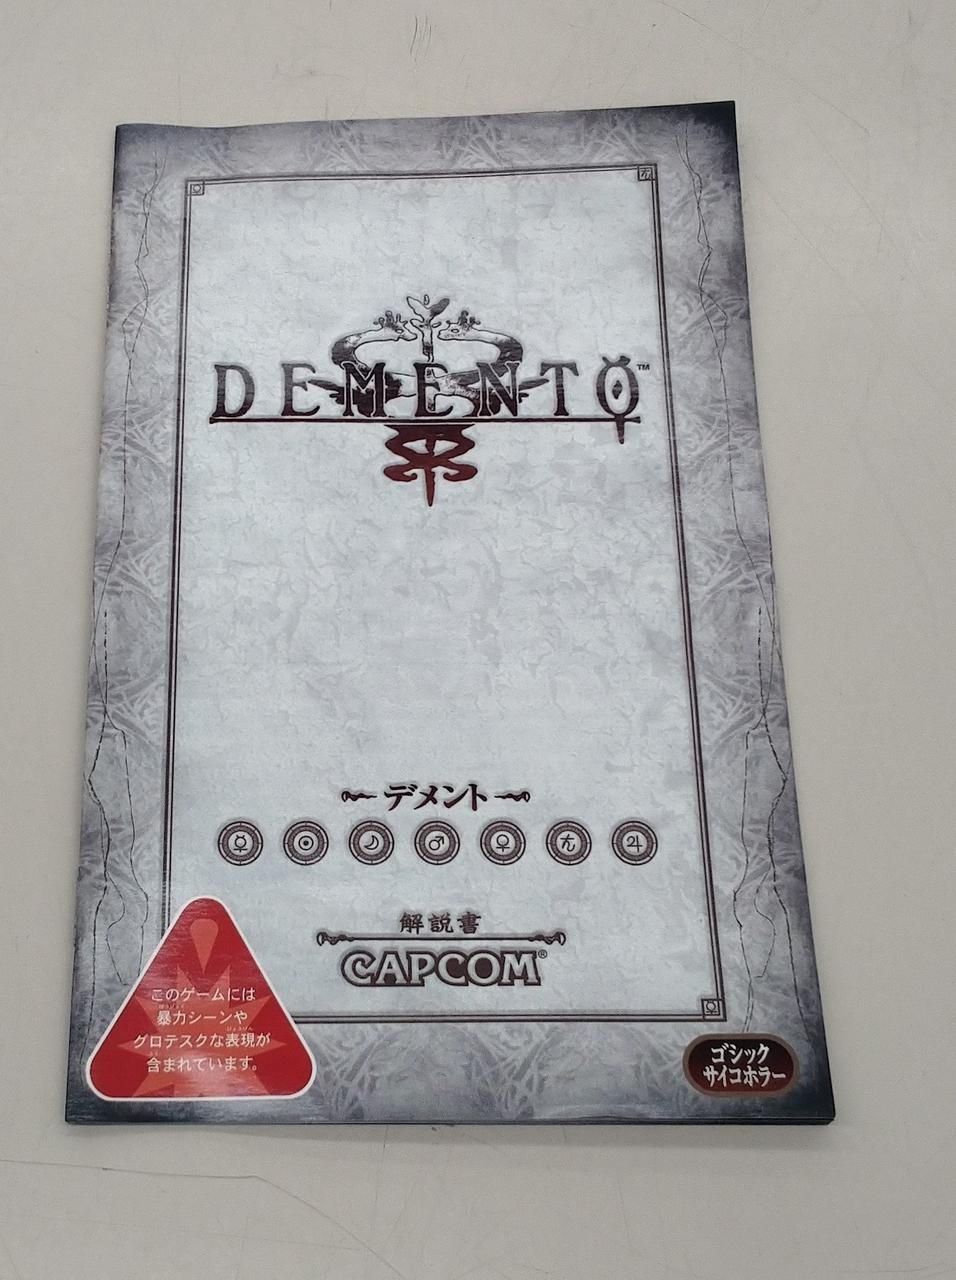 DEMENTO™
デメント
解説書
CAPCOM®
このゲームには
暴力シーンや
グロテスクな表現が
含まれています。
ゴシック
サイコホラー